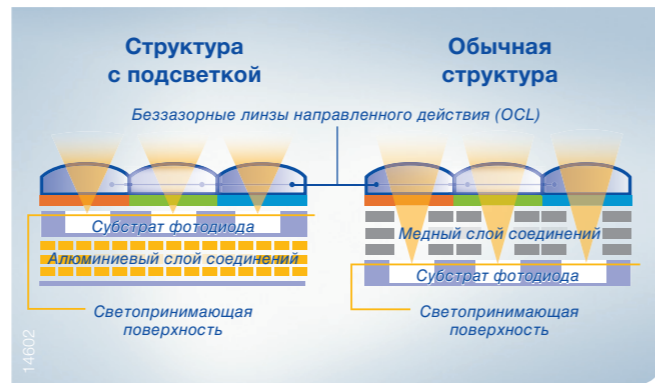 Структура
с подсветкой
Обычная
структура
Беззазорные линзы направленного действия (OCL)
Субстрат фотодиода
Алюминиевый слой соединений
Медный слой соединений
Субстрат фотодиода
Светопринимающая
поверхность
Светопринимающая
поверхность
14602